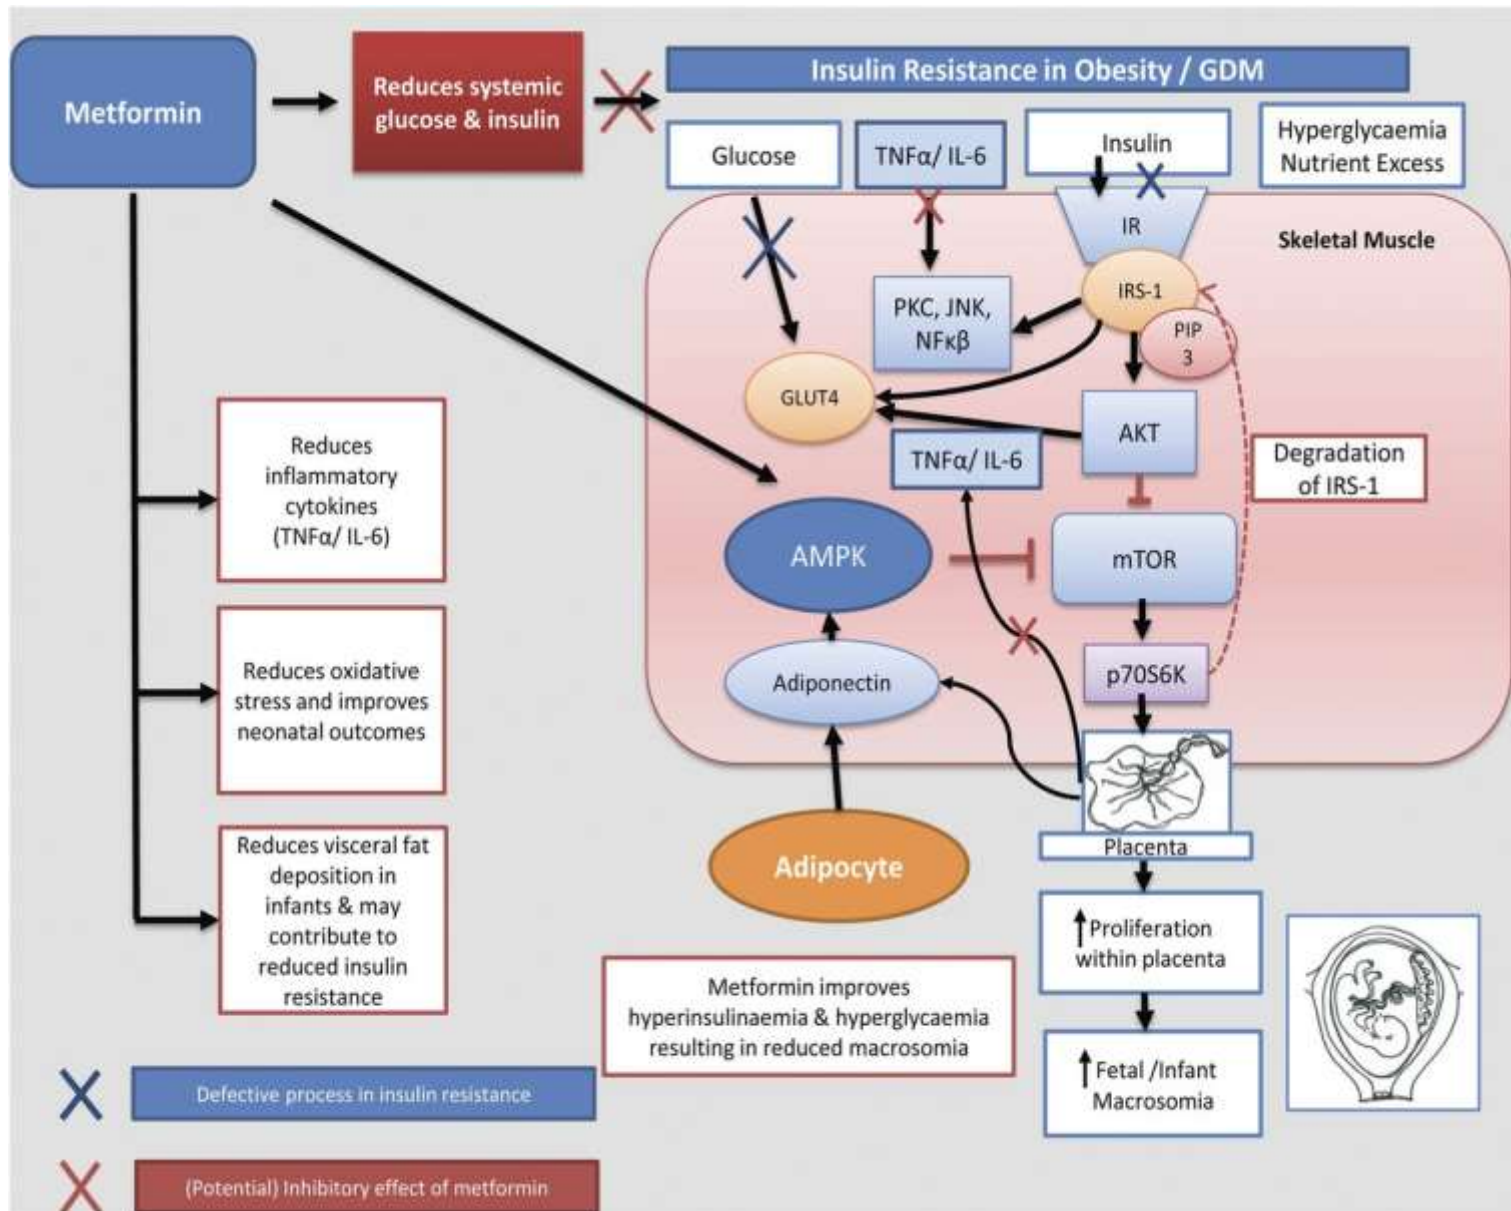 Metformin
Reduces systemic
glucose & insulin
Insulin Resistance in Obesity / GDM
Glucose
TNFα/ IL-6
Insulin
Hyperglycaemia
Nutrient Excess
IR
Skeletal Muscle
IRS-1
PKC, JNK,
NFκβ
PIP
3
GLUT4
AKT
TNFα/ IL-6
Degradation
of IRS-1
Reduces
inflammatory
cytokines
(TNFα/ IL-6)
AMPK
mTOR
Adiponectin
p70S6K
Reduces oxidative
stress and improves
neonatal outcomes
Placenta
Adipocyte
Reduces visceral fat
deposition in
infants & may
contribute to
reduced insulin
resistance
Proliferation
within placenta
Metformin improves
hyperinsulinaemia & hyperglycaemia
resulting in reduced macrosomia
Fetal /Infant
Macrosomia
Defective process in insulin resistance
(Potential) Inhibitory effect of metformin